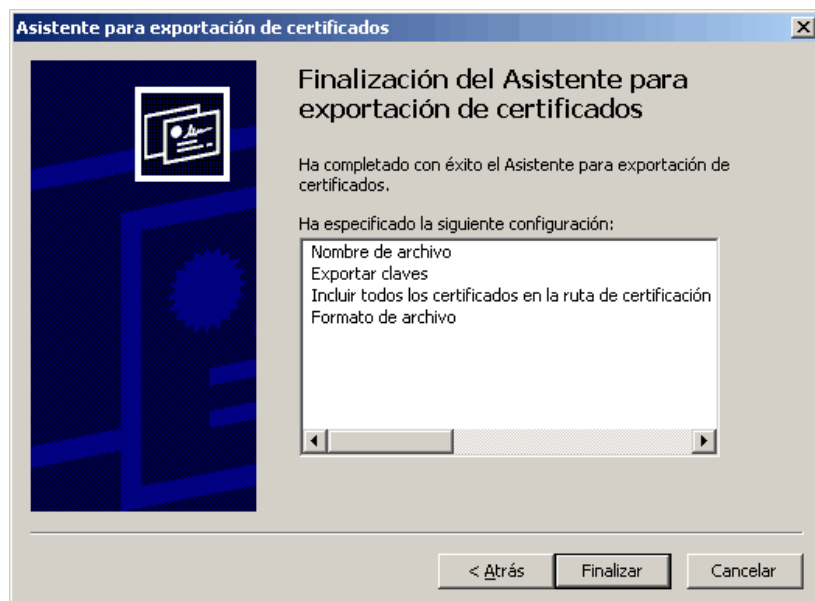 Asistente para exportación de certificados
Finalización del Asistente para
exportación de certificados
Ha completado con éxito el Asistente para exportación de
certificados.
Ha especificado la siguiente configuración:
Nombre de archivo
Exportar claves
Incluir todos los certificados en la ruta de certificación
Formato de archivo
< Atrás
Finalizar
Cancelar